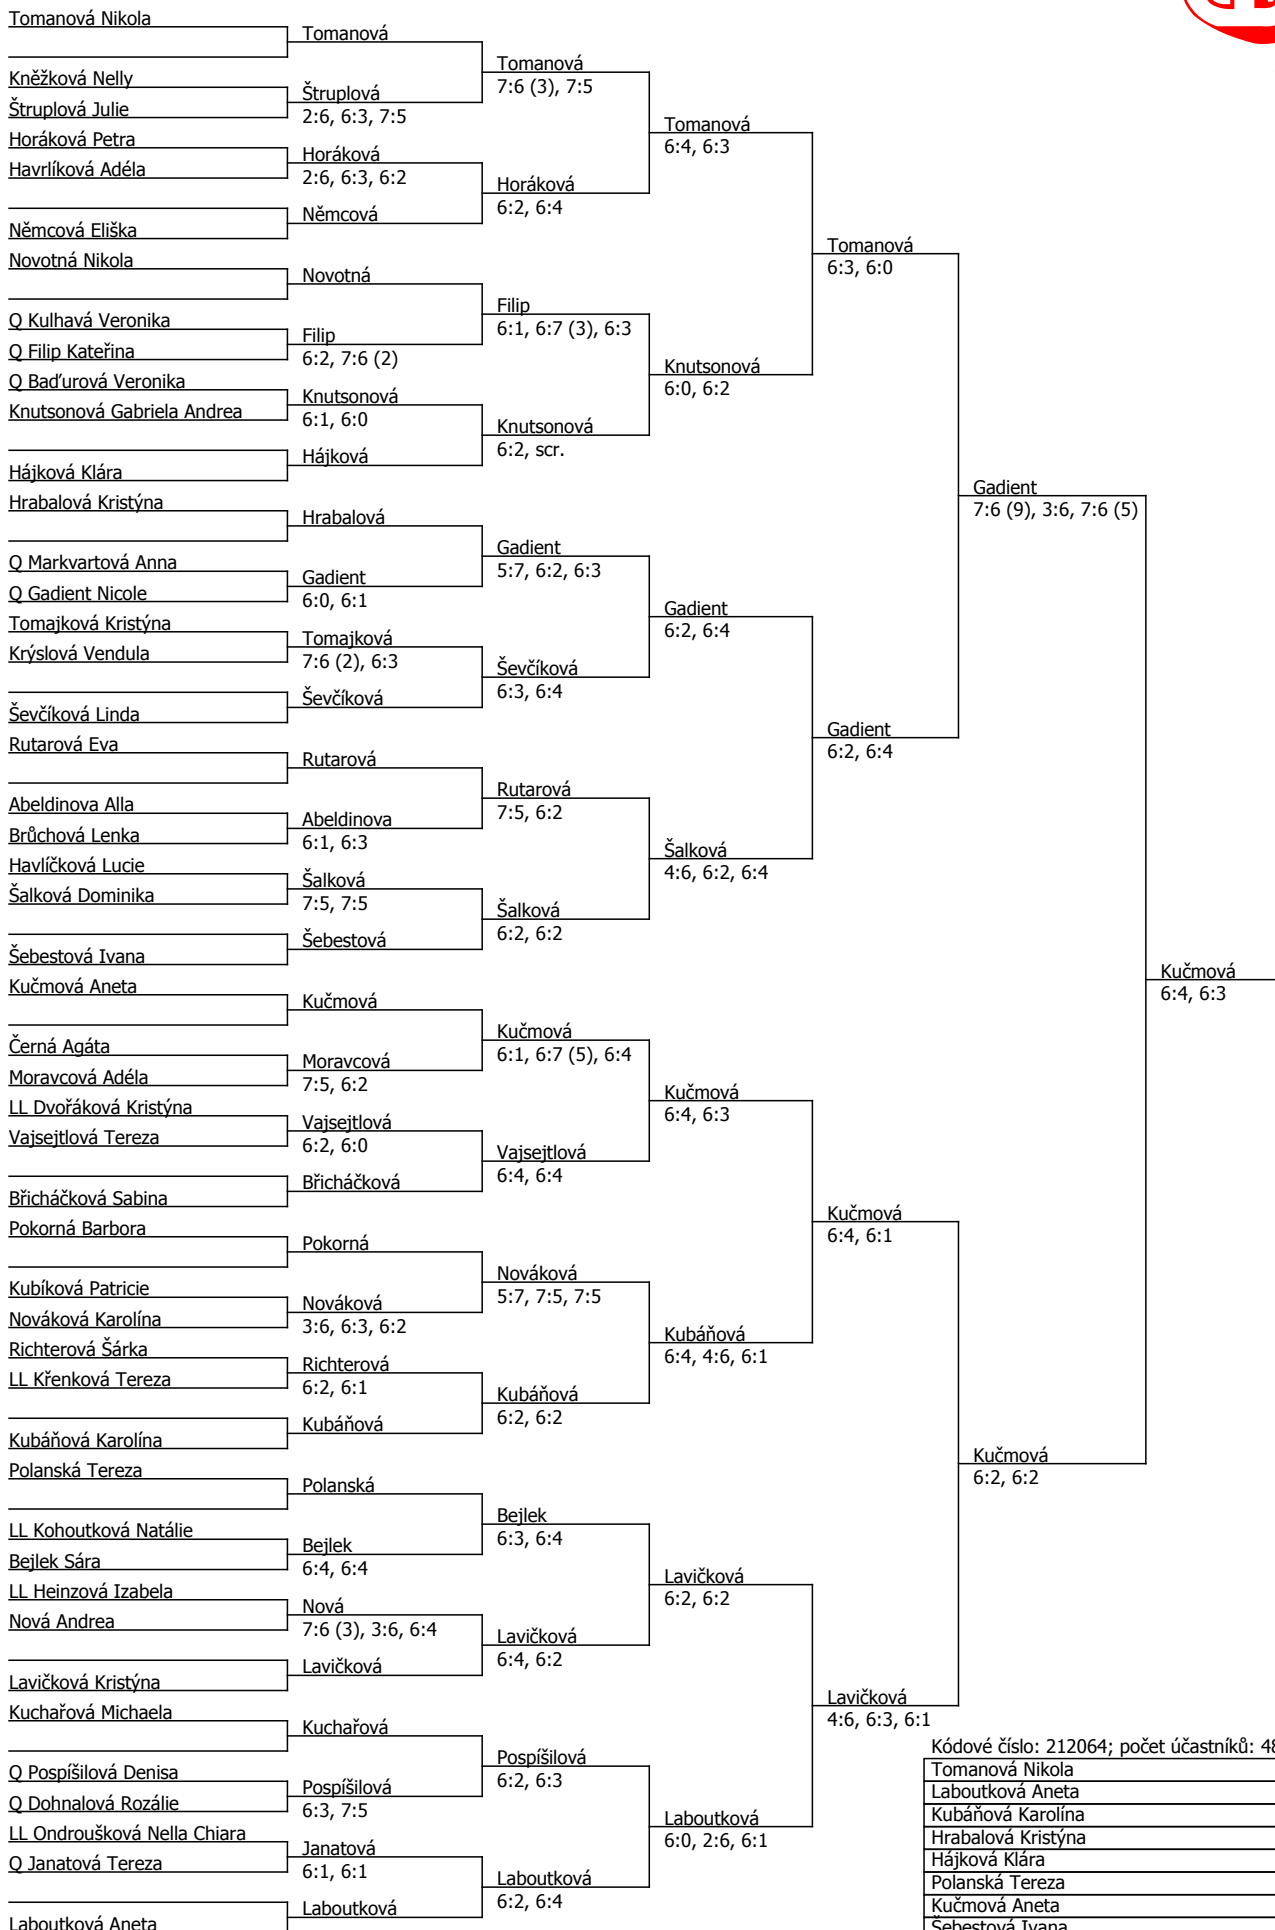 Tomanová Nikola
Kněžková Nelly
Štruplová Julie
Horáková Petra
Havrlíková Adéla
Němcová Eliška
Novotná Nikola
Q Kulhavá Veronika
Q Filip Kateřina
Q Baďurová Veronika
Knutsonová Gabriela Andrea
Hájková Klára
Hrabalová Kristýna
Q Markvartová Anna
Q Gadient Nicole
Tomajková Kristýna
Krýslová Vendula
Ševčíková Linda
Rutarová Eva
Abeldinova Alla
Brůchová Lenka
Havlíčková Lucie
Šalková Dominika
Šebestová Ivana
Kučmová Aneta
Černá Agáta
Moravcová Adéla
LL Dvořáková Kristýna
Vajsejtlová Tereza
Břicháčková Sabina
Pokorná Barbora
Kubíková Patricie
Nováková Karolína
Richterová Šárka
LL Křenková Tereza
Kubáňová Karolína
Polanská Tereza
LL Kohoutková Natálie
Bejlek Sára
LL Heinzová Izabela
Nová Andrea
Lavičková Kristýna
Kuchařová Michaela
Q Pospíšilová Denisa
Q Dohnalová Rozálie
LL Ondroušková Nella Chiara
Q Janatová Tereza
Laboutková Aneta
Tomanová
Štruplová
2:6, 6:3, 7:5
Horáková
2:6, 6:3, 6:2
Němcová
Novotná
Filip
6:2, 7:6 (2)
Knutsonová
6:1, 6:0
Hájková
Hrabalová
Gadient
6:0, 6:1
Tomajková
7:6 (2), 6:3
Ševčíková
Rutarová
Abeldinova
6:1, 6:3
Šalková
7:5, 7:5
Šebestová
Kučmová
Moravcová
7:5, 6:2
Vajsejtlová
6:2, 6:0
Břicháčková
Pokorná
Nováková
3:6, 6:3, 6:2
Richterová
6:2, 6:1
Kubáňová
Polanská
Bejlek
6:4, 6:4
Nová
7:6 (3), 3:6, 6:4
Lavičková
Kuchařová
Pospíšilová
6:3, 7:5
Janatová
6:1, 6:1
Laboutková
Tomanová
7:6 (3), 7:5
Horáková
6:2, 6:4
Filip
6:1, 6:7 (3), 6:3
Knutsonová
6:2, scr.
Gadient
5:7, 6:2, 6:3
Ševčíková
6:3, 6:4
Rutarová
7:5, 6:2
Šalková
6:2, 6:2
Kučmová
6:1, 6:7 (5), 6:4
Vajsejtlová
6:4, 6:4
Nováková
5:7, 7:5, 7:5
Kubáňová
6:2, 6:2
Bejlek
6:3, 6:4
Lavičková
6:4, 6:2
Pospíšilová
6:2, 6:3
Laboutková
6:2, 6:4
Tomanová
6:4, 6:3
Knutsonová
6:0, 6:2
Gadient
6:2, 6:4
Šalková
4:6, 6:2, 6:4
Kučmová
6:4, 6:3
Kubáňová
6:4, 4:6, 6:1
Lavičková
6:2, 6:2
Laboutková
6:0, 2:6, 6:1
Tomanová
6:3, 6:0
Gadient
6:2, 6:4
Kučmová
6:4, 6:1
Lavičková
4:6, 6:3, 6:1
Gadient
7:6 (9), 3:6, 7:6 (5)
Kučmová
6:2, 6:2
Kučmová
6:4, 6:3
Kódové číslo: 212064; počet účastníků: 48
Tomanová Nikola
Laboutková Aneta
Kubáňová Karolína
Hrabalová Kristýna
Hájková Klára
Polanská Tereza
Kučmová Aneta
Šebestová Ivana